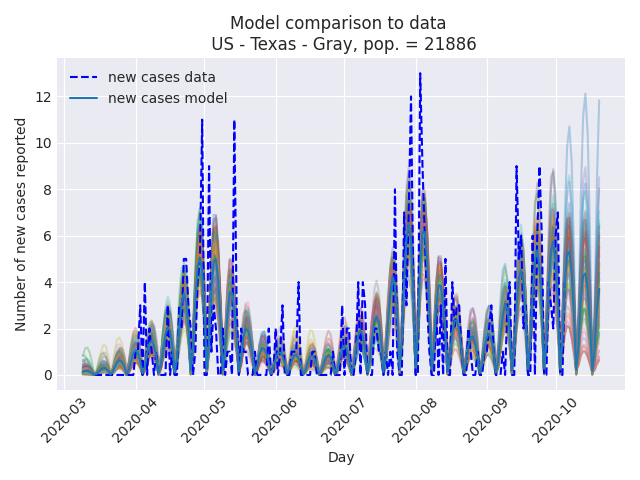 Model comparison to data
US - Texas - Gray, pop. = 21886
new cases data
new cases model
Number of new cases reported
12
10
8
6
4
2
0
2020-03
2020-04
2020-05
2020-06
2020-07
2020-08
2020-09
2020-10
Day